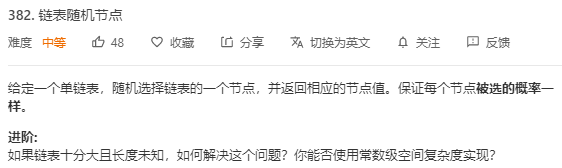 382. 链表随机节点
难度 中等 48 收藏 分享 切换为英文 关注 反馈
给定一个单链表，随机选择链表的一个节点，并返回相应的节点值。保证每个节点被选的概率一
样。
进阶:
如果链表十分大且长度未知，如何解决这个问题？你能否使用常数级空间复杂度实现？